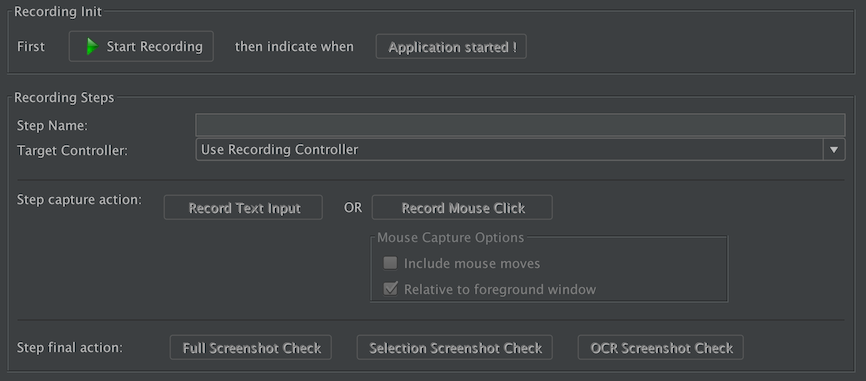 Recording Init
First Start Recording then indicate when Application started !
Recording Steps
Step Name:
Target Controller: Use Recording Controller
Step capture action: Record Text Input OR Record Mouse Click
Mouse Capture Options
Include mouse moves
Relative to foreground window
Step final action: Full Screenshot Check Selection Screenshot Check OCR Screenshot Check